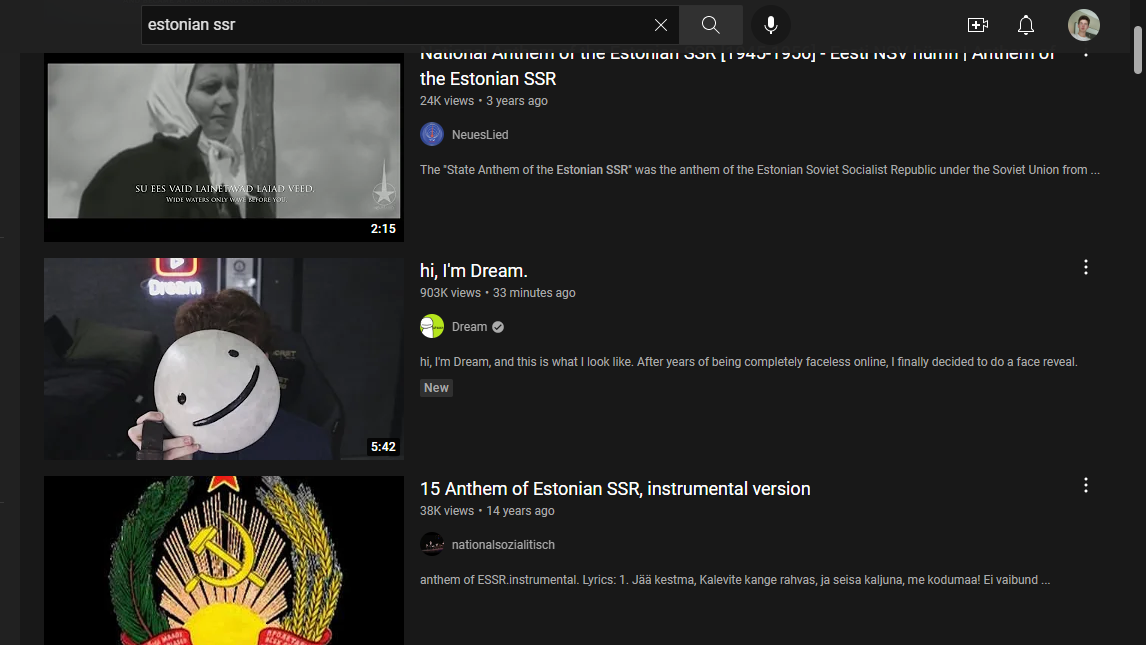 estonian ssr
National Anthem of the Estonian SSR [1945-1956] - Eesti NSV hümn | Anthem of
the Estonian SSR
24K views • 3 years ago
NeuesLied
The "State Anthem of the Estonian SSR" was the anthem of the Estonian Soviet Socialist Republic under the Soviet Union from ...
SU EES VAID LAINETAVAD LAIAD VEED.
WIDE WATERS ONLY WAVE BEFORE YOU.
2:15
Dream
5:42
hi, I'm Dream.
903K views • 33 minutes ago
Dream
hi, I'm Dream, and this is what I look like. After years of being completely faceless online, I finally decided to do a face reveal.
New
15 Anthem of Estonian SSR, instrumental version
38K views • 14 years ago
nationalsozialitisch
anthem of ESSR.instrumental. Lyrics: 1. Jää kestma, Kalevite kange rahvas, ja seisa kaljuna, me kodumaa! Ei vaibund ...